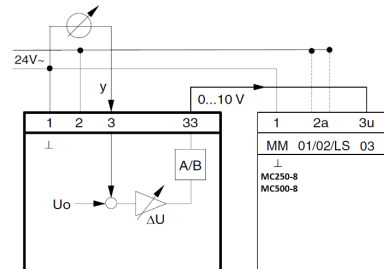 24V~
y
0...10 V
1 2 3 33
1 2a 3u
⊥
MM 01/02/LS 03
⊥
MC250-8
MC500-8
A/B
Uo
ΔU